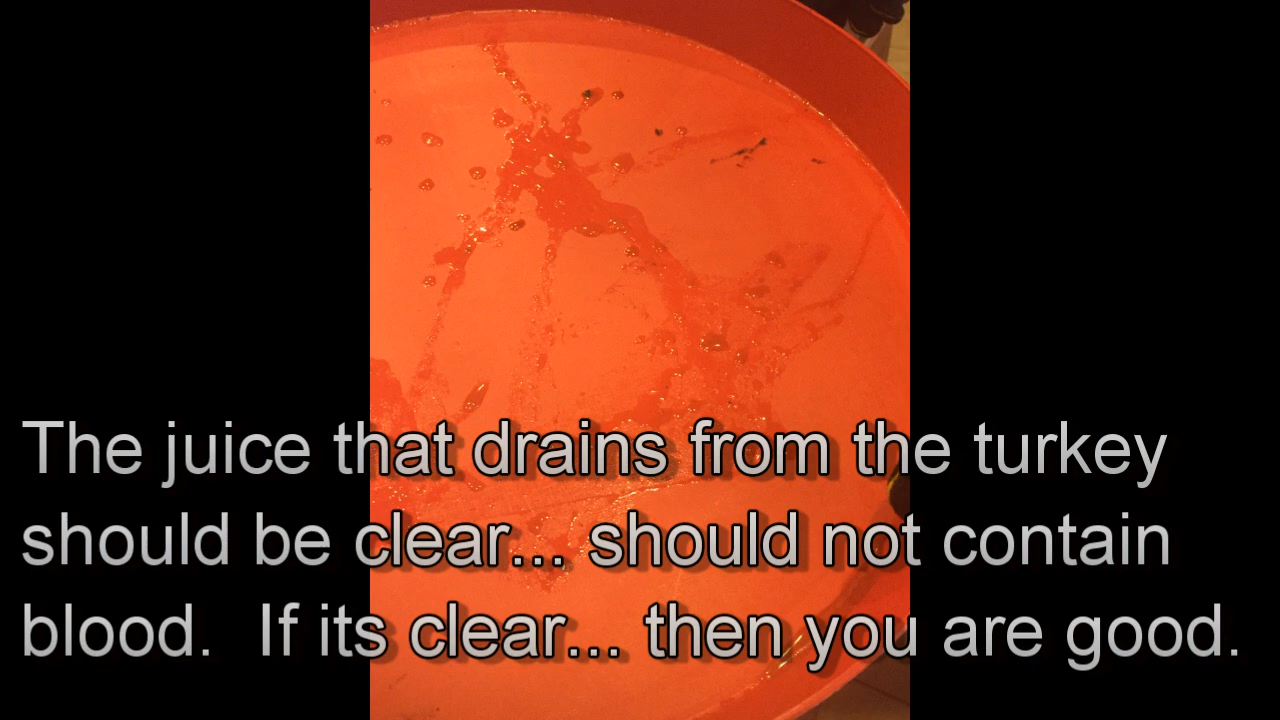 The juice that drains from the turkey
should be clear... should not contain
blood.  If its clear... then you are good.